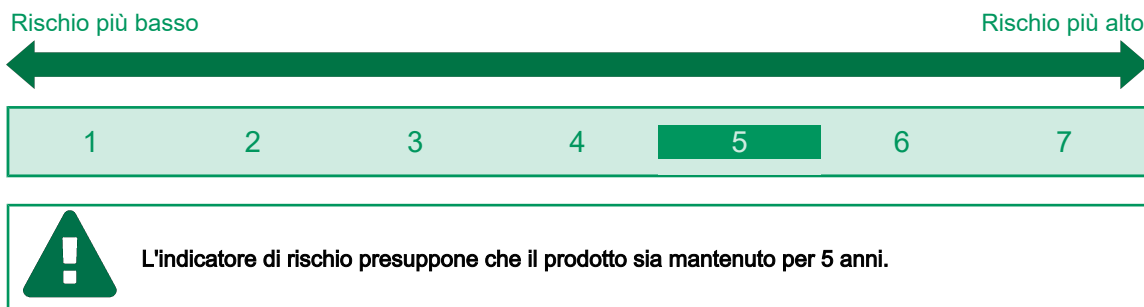 Rischio più basso Rischio più alto
1 2 3 4 5 6 7
L'indicatore di rischio presuppone che il prodotto sia mantenuto per 5 anni.